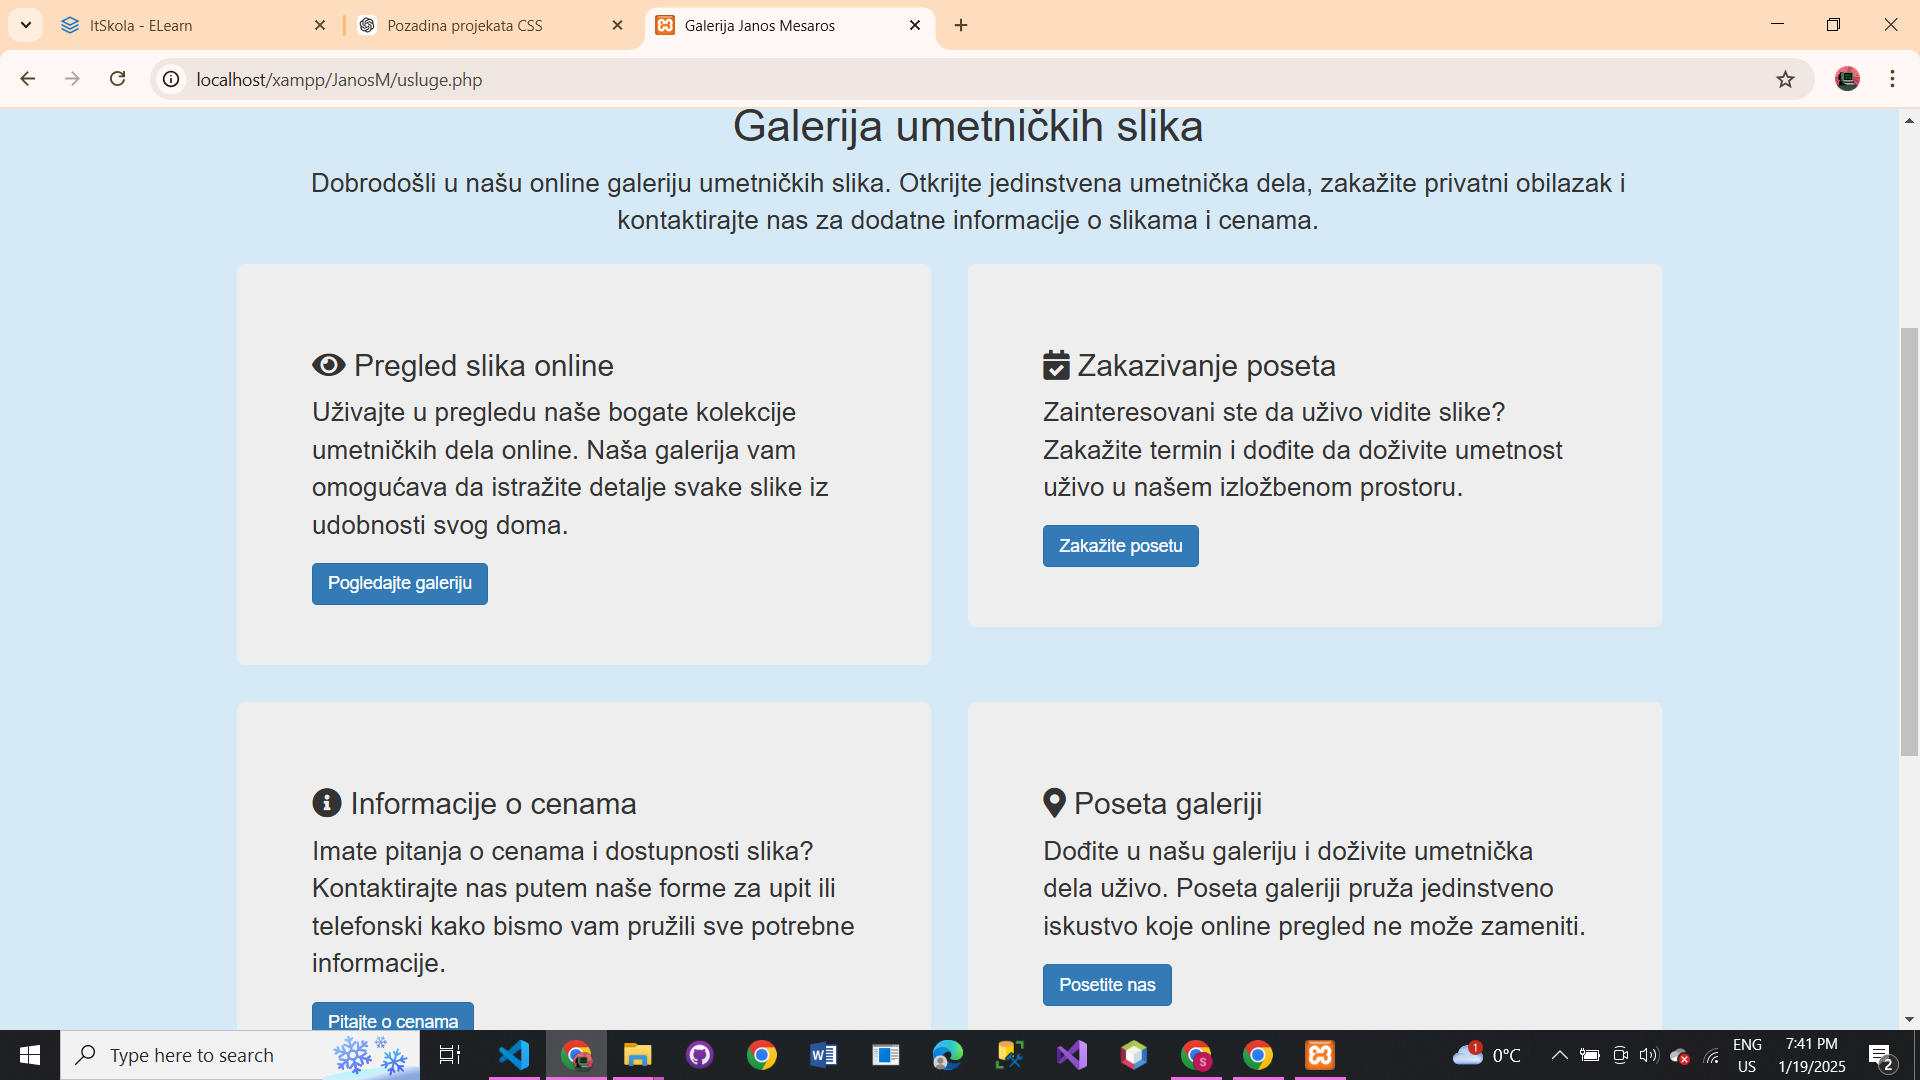 ItSkola - ELearn
Pozadina projekata CSS
Galerija Janos Mesaros
localhost/xampp/JanosM/usluge.php
Galerija umetničkih slika
Dobrodošli u našu online galeriju umetničkih slika. Otkrijte jedinstvena umetnička dela, zakažite privatni obilazak i
kontaktirajte nas za dodatne informacije o slikama i cenama.
Pregled slika online
Uživajte u pregledu naše bogate kolekcije
umetničkih dela online. Naša galerija vam
omogućava da istražite detalje svake slike iz
udobnosti svog doma.
Pogledajte galeriju
Zakazivanje poseta
Zainteresovani ste da uživo vidite slike?
Zakažite termin i dođite da doživite umetnost
uživo u našem izložbenom prostoru.
Zakažite posetu
Informacije o cenama
Imate pitanja o cenama i dostupnosti slika?
Kontaktirajte nas putem naše forme za upit ili
telefonski kako bismo vam pružili sve potrebne
informacije.
Pitajte o cenama
Poseta galeriji
Dođite u našu galeriju i doživite umetnička
dela uživo. Poseta galeriji pruža jedinstveno
iskustvo koje online pregled ne može zameniti.
Posetite nas
Type here to search
1
0°C
ENG
US
7:41 PM
1/19/2025
2